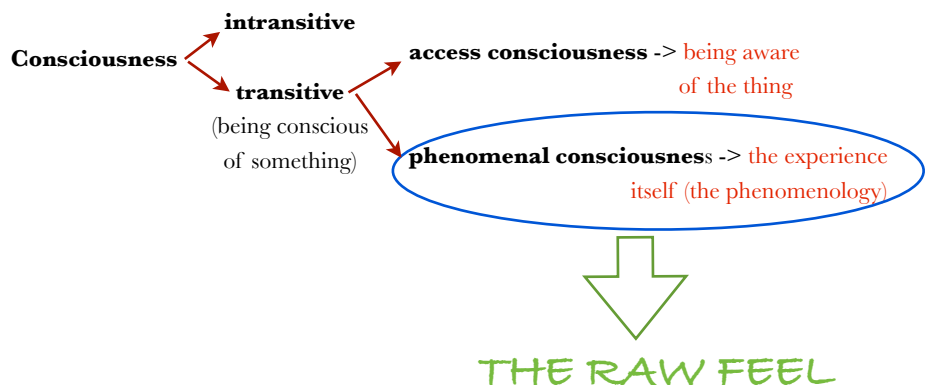 intransitive
Consciousness
access consciousness -> being aware
of the thing
transitive
(being conscious
of something)
phenomenal consciousness -> the experience
itself (the phenomenology)
THE RAW FEEL